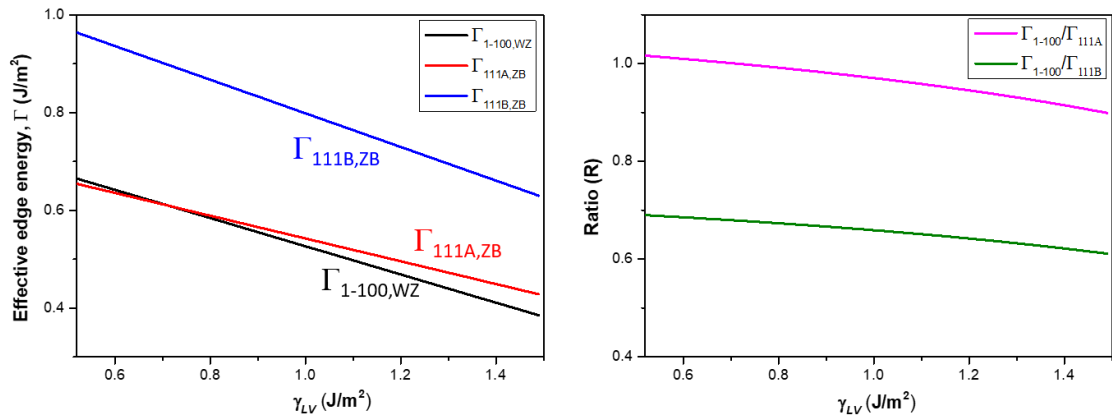 Effective edge energy, Γ (J/m²)
1.0
0.8
0.6
0.4
Γ1-100,WZ
Γ111A,ZB
Γ111B,ZB
Γ111B,ZB
Γ111A,ZB
Γ1-100,WZ
0.6 0.8 1.0 1.2 1.4
γLV (J/m²)
Ratio (R)
1.0
0.8
0.6
0.4
Γ1-100/Γ111A
Γ1-100/Γ111B
0.6 0.8 1.0 1.2 1.4
γLV (J/m²)